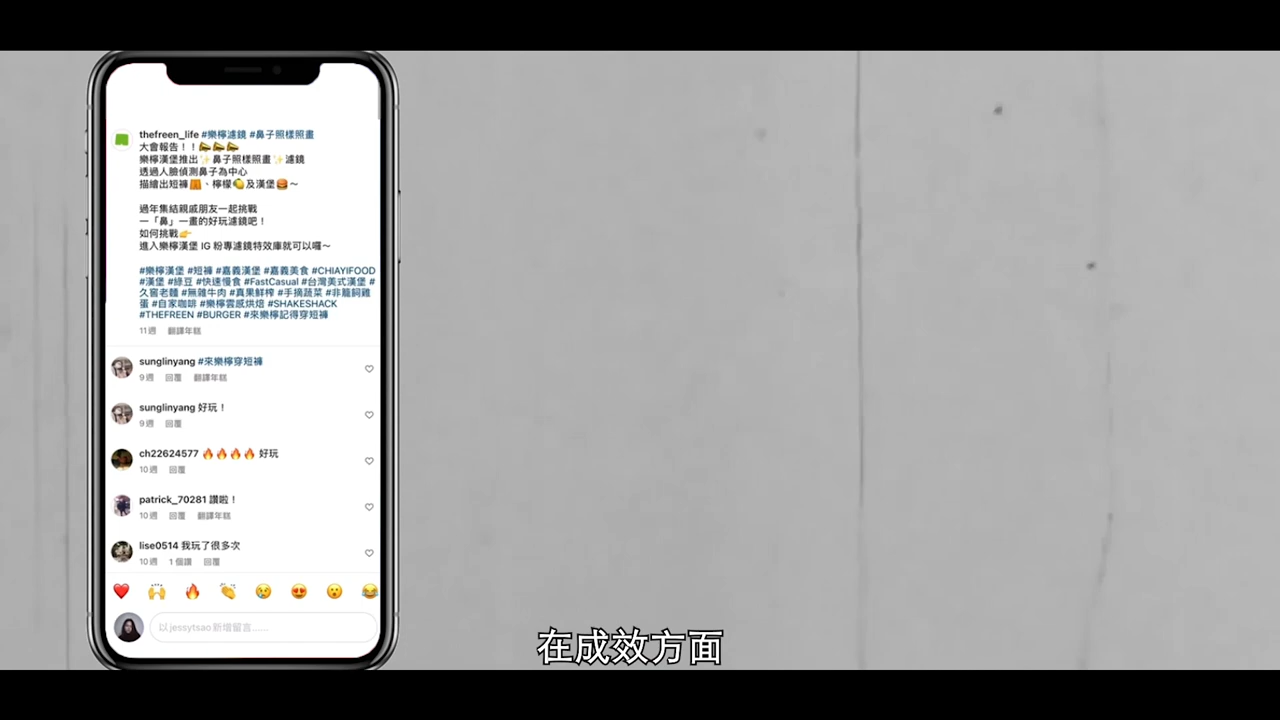 thefreen_life #樂檸濾鏡 #鼻子照樣照畫
大會報告！！📣📣📣
樂檸漢堡推出✨鼻子照樣照畫✨濾鏡
透過人臉偵測鼻子為中心
描繪出短褲🩳、檸檬🍋及漢堡🍔～
過年集結親戚朋友一起挑戰
一「鼻」一畫的好玩濾鏡吧！
如何挑戰👉
進入樂檸漢堡 IG 粉專濾鏡特效庫就可以囉～
#樂檸漢堡 #短褲 #嘉義漢堡 #嘉義美食 #CHIAYIFOOD
#漢堡 #綠豆 #快速慢食 #FastCasual #台灣美式漢堡 #
久窖老麵 #無雜牛肉 #真果鮮榨 #手摘蔬菜 #非籠飼雞
蛋 #自家咖啡 #樂檸雲感烘焙 #SHAKESHACK
#THEFREEN #BURGER #來樂檸記得穿短褲
11週 翻譯年糕
sunglinyang #來樂檸穿短褲
9週 回覆 翻譯年糕
sunglinyang 好玩！
9週 回覆
ch22624577 🔥🔥🔥🔥 好玩
10週 回覆
patrick_70281 讚啦！
10週 回覆 翻譯年糕
lise0514 我玩了很多次
10週 1個讚 回覆
❤️🙌🔥👏😢😍😮😂
以jessytsao新增留言......
在成效方面